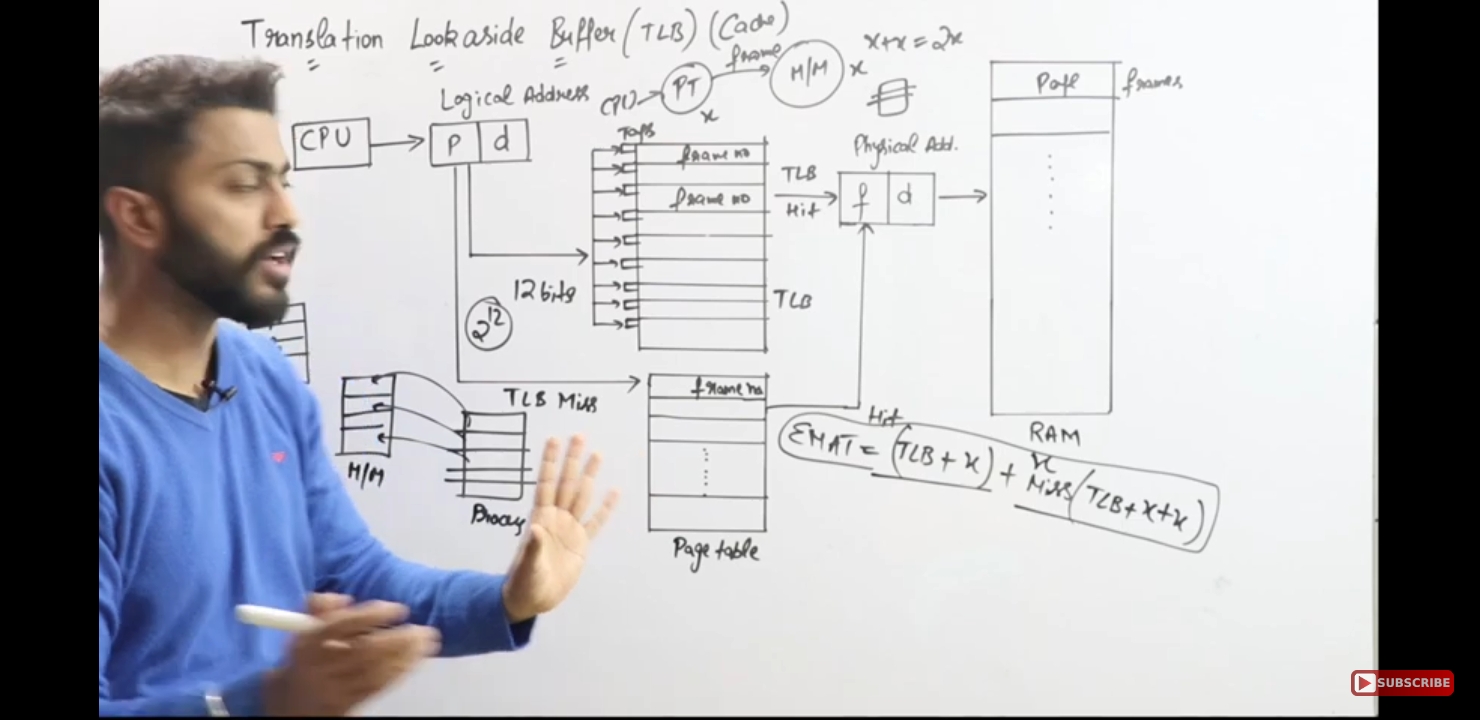 Translation Lookaside Buffer (TLB) (Cache)
x+x = 2x
CPU PT frame M/M x
x
Logical Address
CPU
p d
Tags
frame no
frame no
TLB
Hit
Physical Add.
f d
Page frames
12 bits
2^12
TLB
TLB Miss
frame no
Page table
RAM
M/M
Hit
EMAT = (TLB + x) + Miss (TLB + x + x)
x
SUBSCRIBE